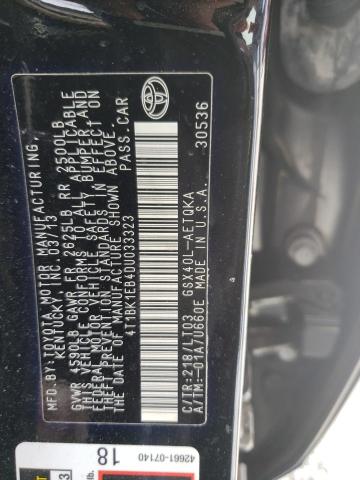 MFD. BY: TOYOTA MOTOR MANUFACTURING,
KENTUCKY, INC. 03/13
GVWR 4590LB GAWR FR 2625LB RR 2500LB
THIS VEHICLE CONFORMS TO ALL APPLICABLE
FEDERAL MOTOR VEHICLE SAFETY, BUMPER, AND
THEFT PREVENTION STANDARDS IN EFFECT ON
THE DATE OF MANUFACTURE SHOWN ABOVE.
4T1BK1EB4DU033323 PASS.CAR
C/TR:218/LT03 GSX40L-AETQKA
A/TM:-01A/U660E MADE IN U.S.A.
30536
TOYOTA
42661-07140
18